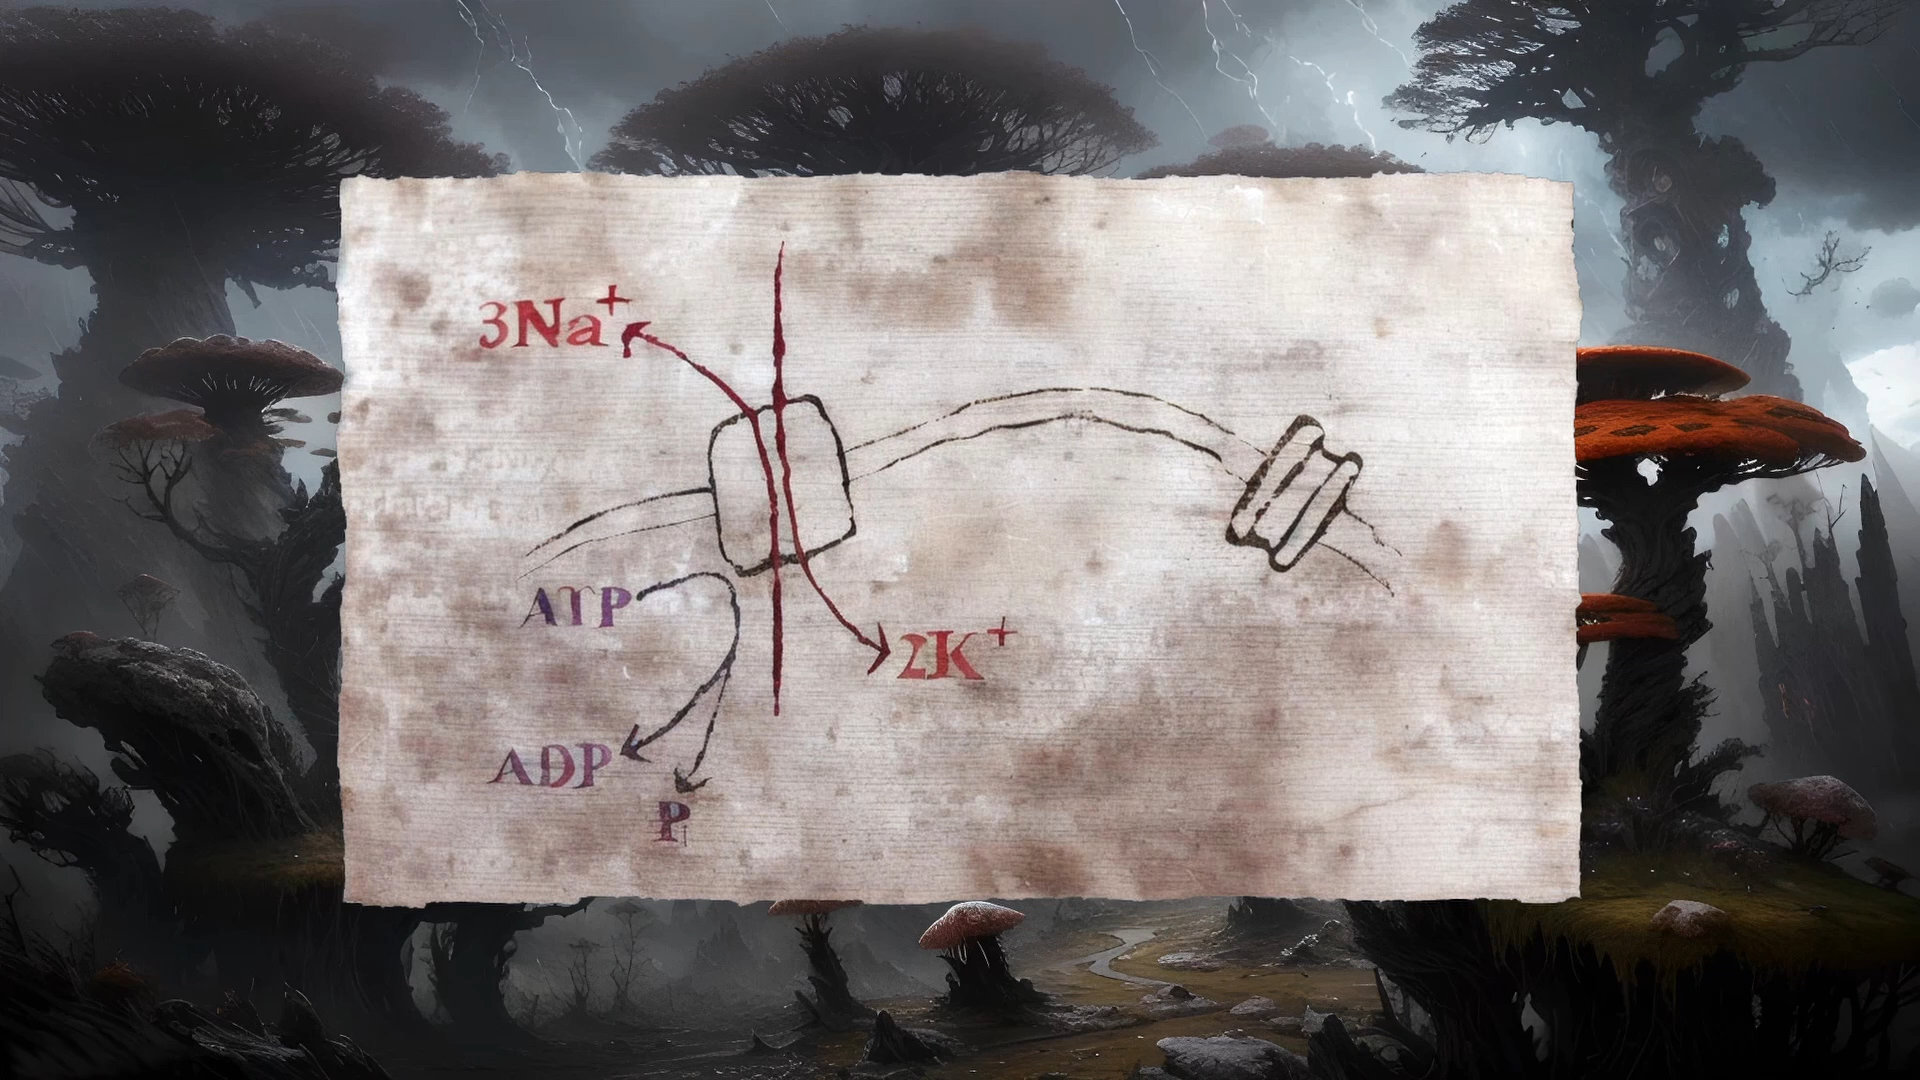 3Na⁺
ATP
2K⁺
ADP
Pᵢ